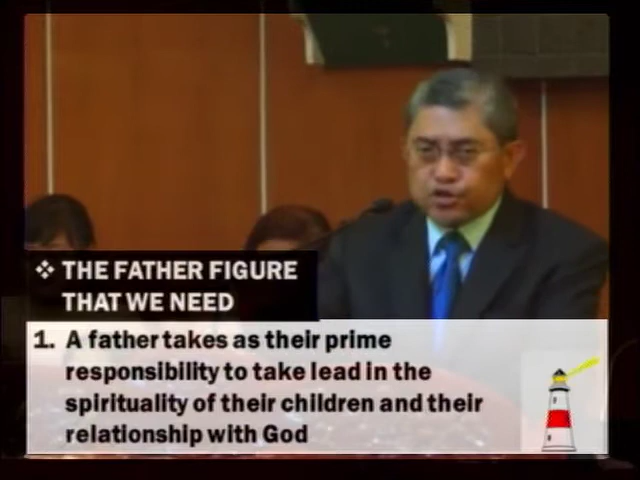 ❖ THE FATHER FIGURE
THAT WE NEED
1. A father takes as their prime
responsibility to take lead in the
spirituality of their children and their
relationship with God